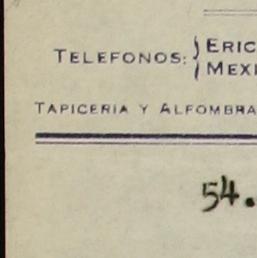 TELEFONOS: ERIC
MEXI
TAPICERIA Y ALFOMBRA
54.